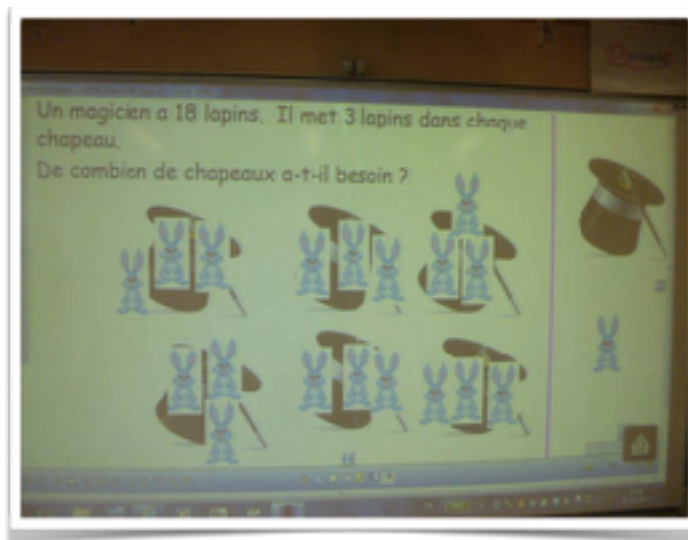 Un magicien a 18 lapins. Il met 3 lapins dans chaque
chapeau.
De combien de chapeaux a-t-il besoin ?